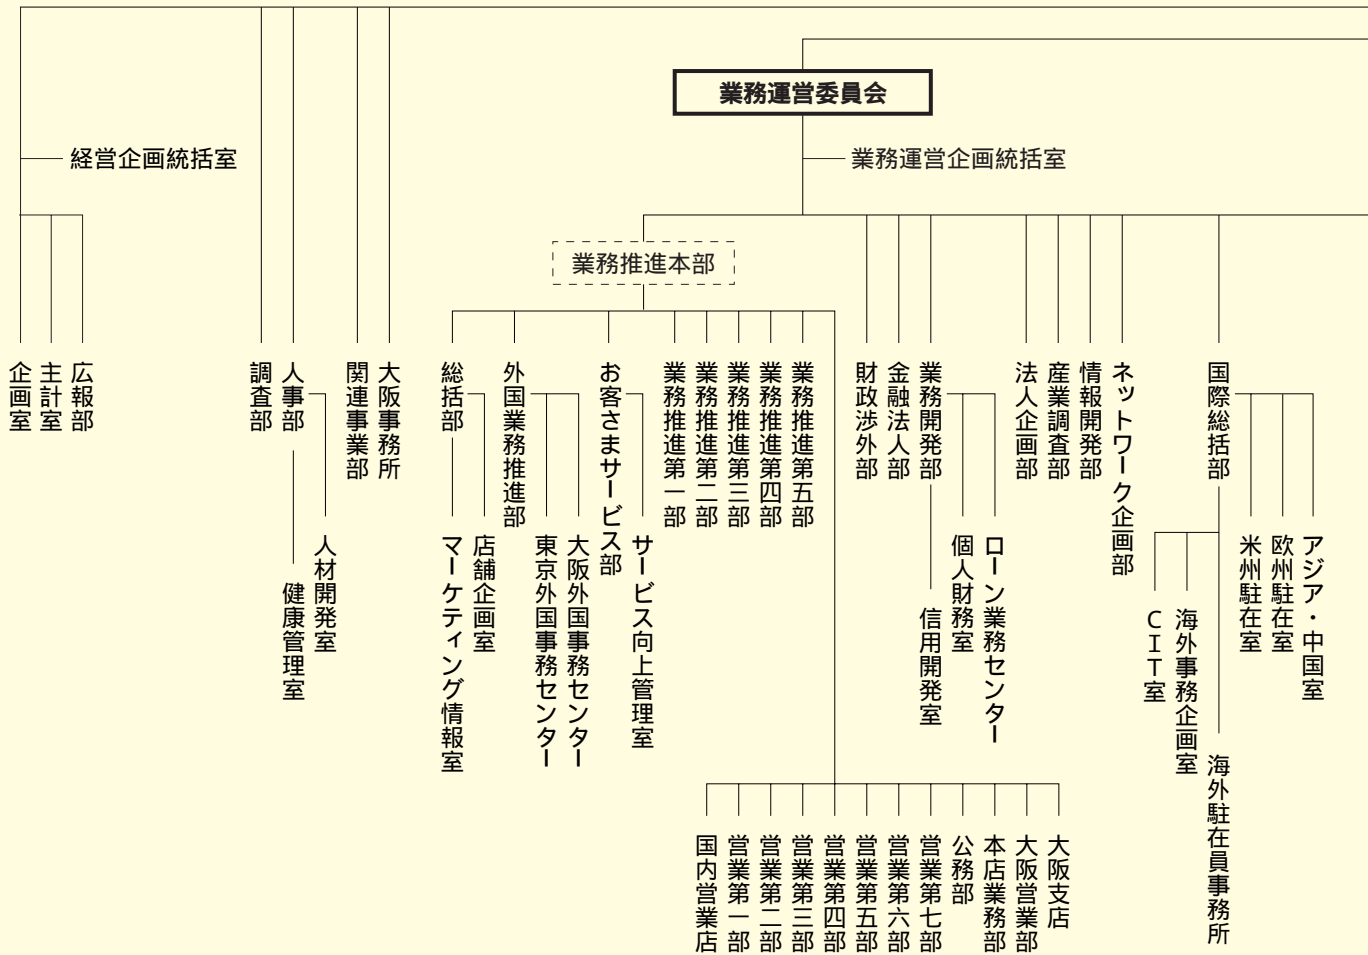 業務運営委員会
経営企画統括室
業務運営企画統括室
業務推進本部
企画室
主計室
広報部
調査部
人事部
健康管理室
人材開発室
関連事業部
大阪事務所
総括部
マーケティング情報室
店舗企画室
外国業務推進部
東京外国事務センター
大阪外国事務センター
お客さまサービス部
サービス向上管理室
業務推進第一部
業務推進第二部
業務推進第三部
業務推進第四部
業務推進第五部
財政渉外部
金融法人部
業務開発部
信用開発室
個人財務室
ローン業務センター
法人企画部
産業調査部
情報開発部
ネットワーク企画部
国際総括部
CIT室
海外事務企画室
海外駐在員事務所
米州駐在室
欧州駐在室
アジア・中国室
国内営業店
営業第一部
営業第二部
営業第三部
営業第四部
営業第五部
営業第六部
営業第七部
公務部
本店業務部
大阪営業部
大阪支店